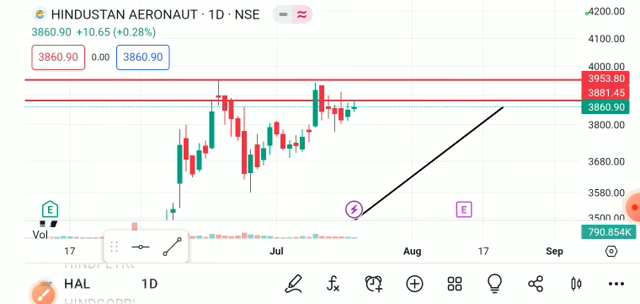 HINDUSTAN AERONAUT · 1D · NSE
3860.90 +10.65 (+0.28%)
3860.90 0.00 3860.90
4200.00
4100.00
4000.00
3953.80
3881.45
3860.90
3800.00
3680.00
3580.00
3500.00
E E
Vol 790.854K
17 Jul Aug 17 Sep
HAL 1D